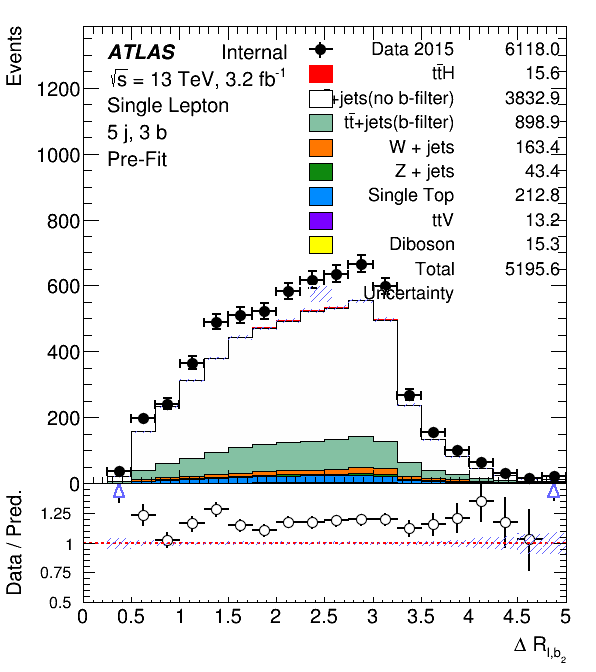 Events
ATLAS Internal
√s = 13 TeV, 3.2 fb⁻¹
Single Lepton
5 j, 3 b
Pre-Fit
Data 2015 6118.0
tt̄H 15.6
+jets(no b-filter) 3832.9
tt̄+jets(b-filter) 898.9
W + jets 163.4
Z + jets 43.4
Single Top 212.8
ttV 13.2
Diboson 15.3
Total 5195.6
Uncertainty
1200
1000
800
600
400
200
0
Data / Pred.
1.25
1
0.75
0.5
0 0.5 1 1.5 2 2.5 3 3.5 4 4.5 5
Δ R_{l,b_2}